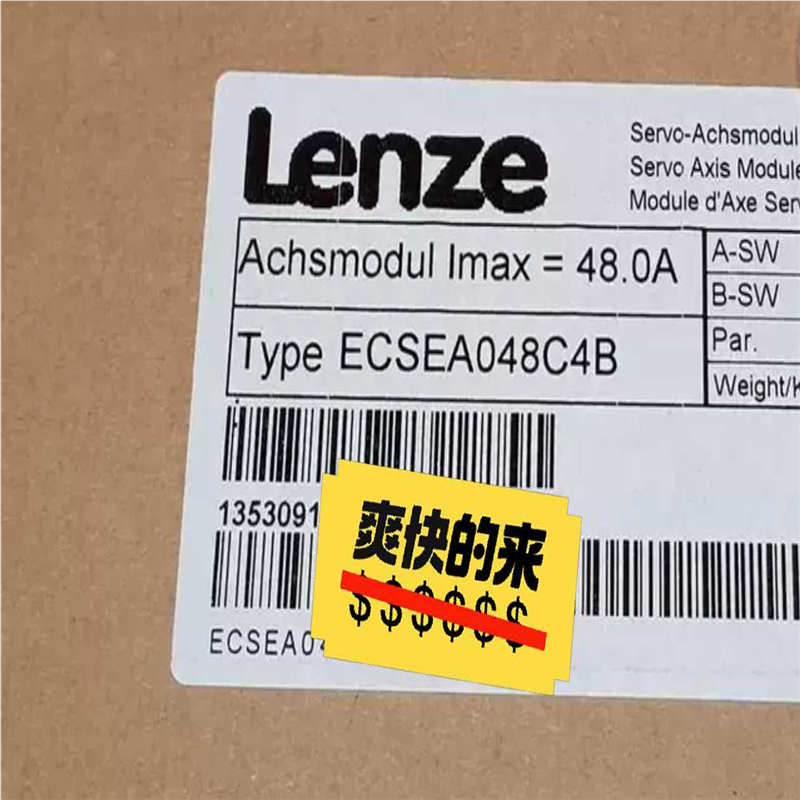 Lenze
Servo-Achsmodul
Servo Axis Module
Module d'Axe Ser
Achsmodul Imax = 48.0A
A-SW
B-SW
Type ECSEA048C4B
Par.
Weight/
1353091
爽快的来
$$$$$$
ECSEA04